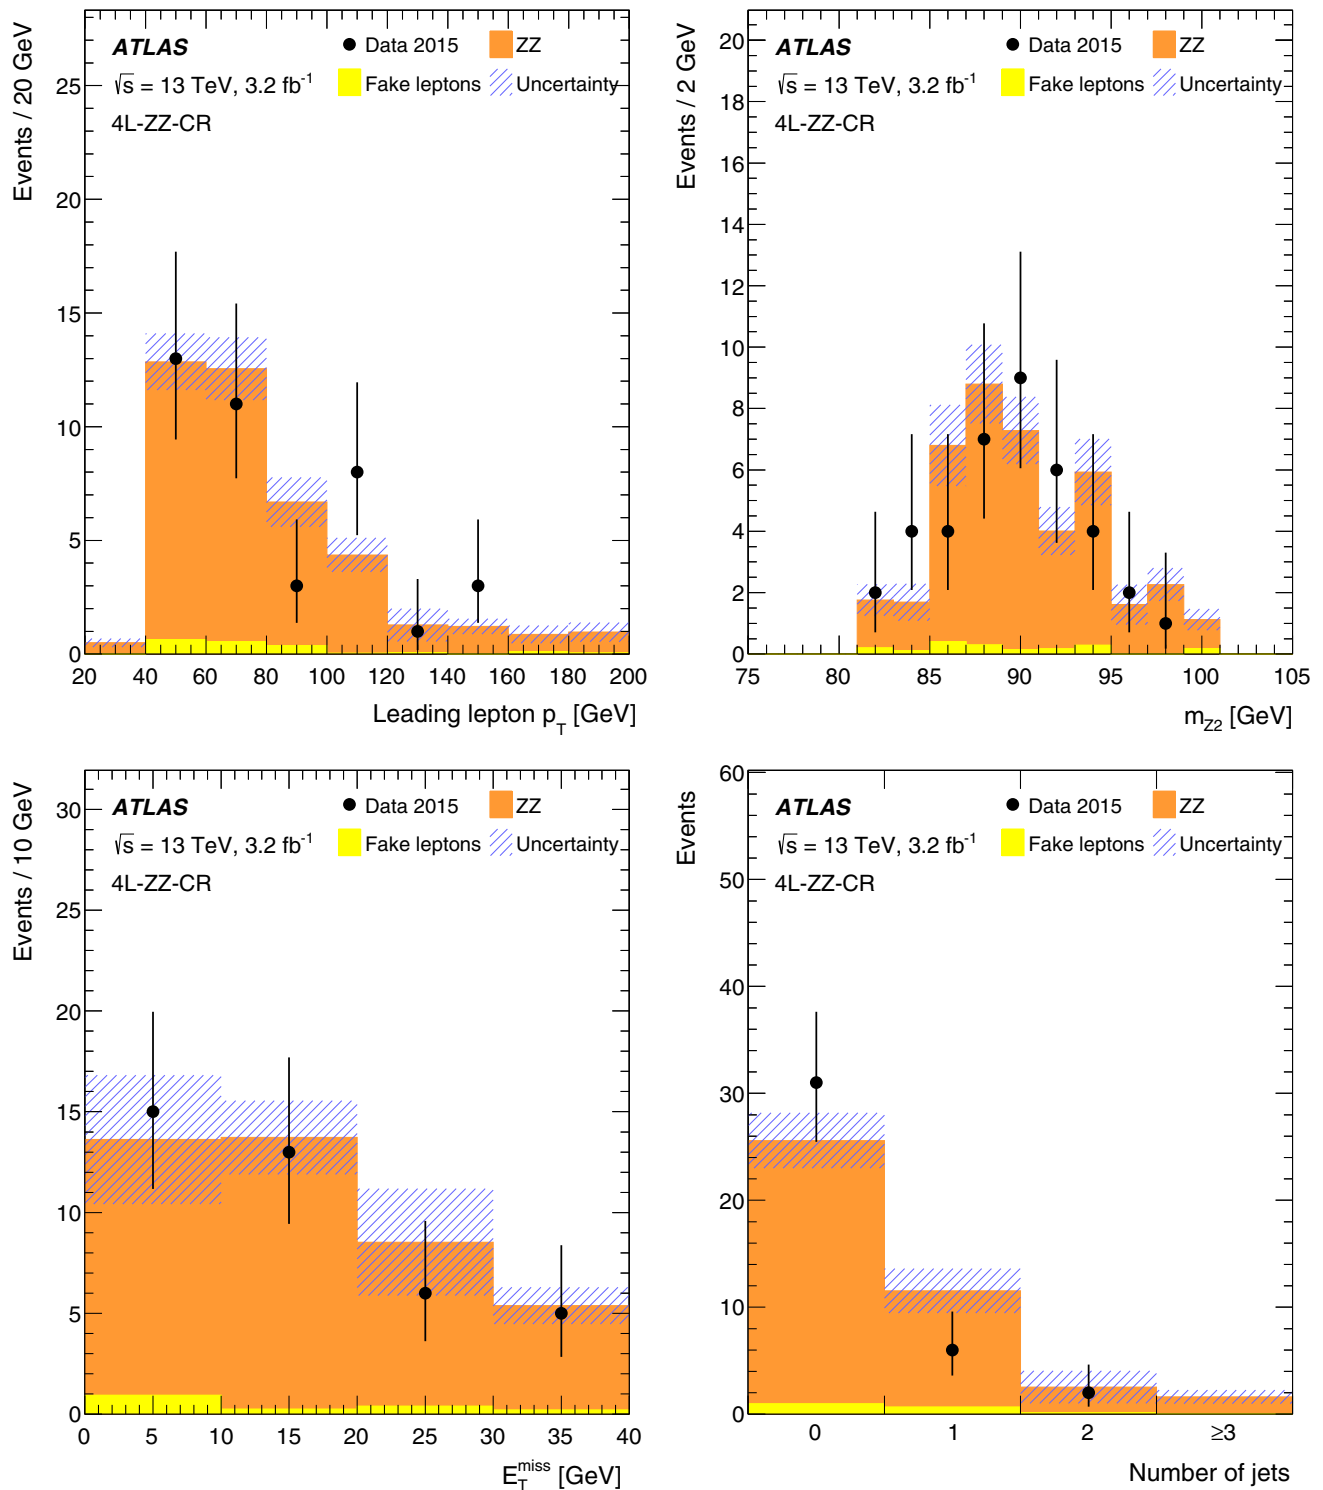 Events / 20 GeV
ATLAS
√s = 13 TeV, 3.2 fb⁻¹
4L-ZZ-CR
Data 2015
ZZ
Fake leptons
Uncertainty
25
20
15
10
5
0
20 40 60 80 100 120 140 160 180 200
Leading lepton p_T [GeV]
Events / 2 GeV
ATLAS
√s = 13 TeV, 3.2 fb⁻¹
4L-ZZ-CR
Data 2015
ZZ
Fake leptons
Uncertainty
20
18
16
14
12
10
8
6
4
2
0
75 80 85 90 95 100 105
m_Z2 [GeV]
Events / 10 GeV
ATLAS
√s = 13 TeV, 3.2 fb⁻¹
4L-ZZ-CR
Data 2015
ZZ
Fake leptons
Uncertainty
30
25
20
15
10
5
0
0 5 10 15 20 25 30 35 40
E_T^miss [GeV]
Events
ATLAS
√s = 13 TeV, 3.2 fb⁻¹
4L-ZZ-CR
Data 2015
ZZ
Fake leptons
Uncertainty
60
50
40
30
20
10
0
0 1 2 ≥3
Number of jets